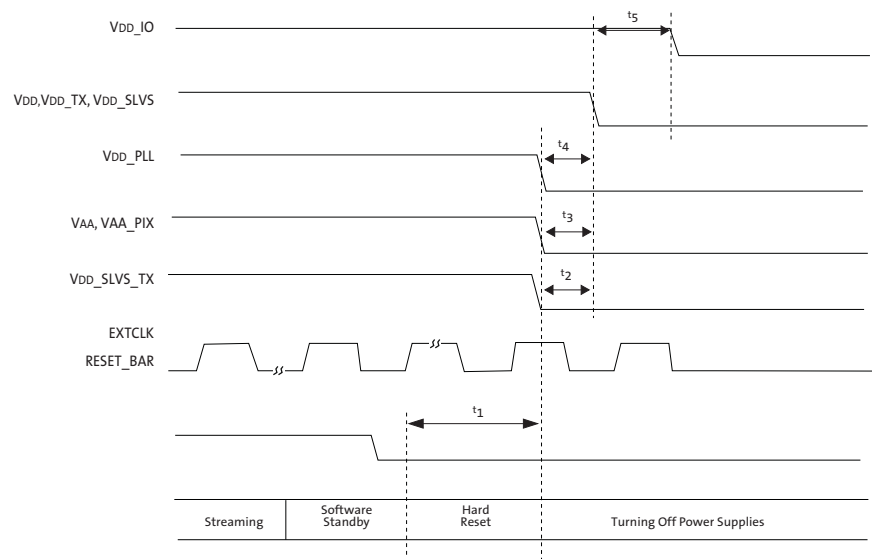 VDD_IO
t5
VDD,VDD_TX, VDD_SLVS
VDD_PLL
t4
VAA, VAA_PIX
t3
VDD_SLVS_TX
t2
EXTCLK
RESET_BAR
t1
Streaming
Software
Standby
Hard
Reset
Turning Off Power Supplies